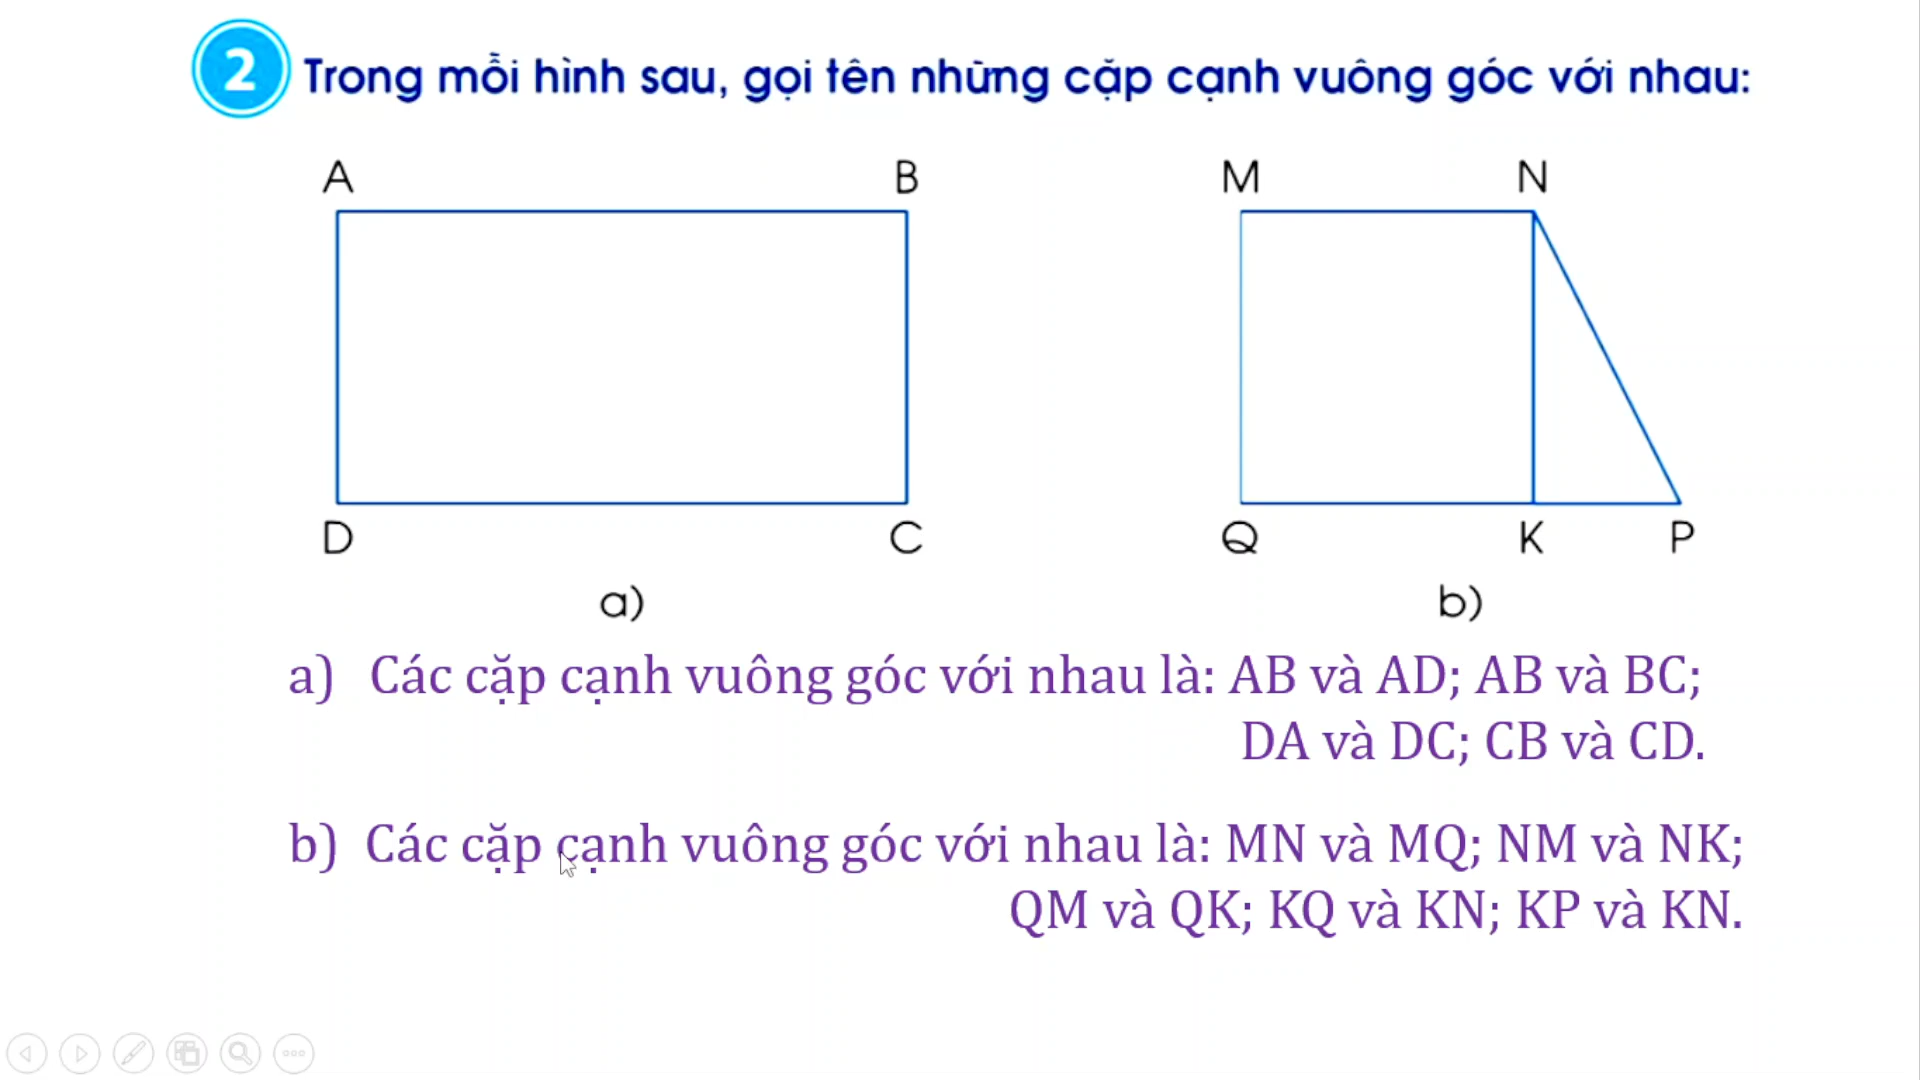 2 Trong mỗi hình sau, gọi tên những cặp cạnh vuông góc với nhau:
A B M N
D C Q K P
a) b)
a) Các cặp cạnh vuông góc với nhau là: AB và AD; AB và BC;
DA và DC; CB và CD.
b) Các cặp cạnh vuông góc với nhau là: MN và MQ; NM và NK;
QM và QK; KQ và KN; KP và KN.